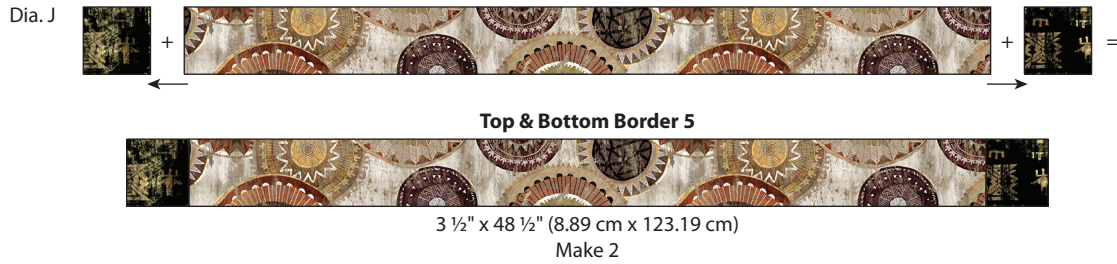 Dia. J
+ + =
Top & Bottom Border 5
3 ½" x 48 ½" (8.89 cm x 123.19 cm)
Make 2